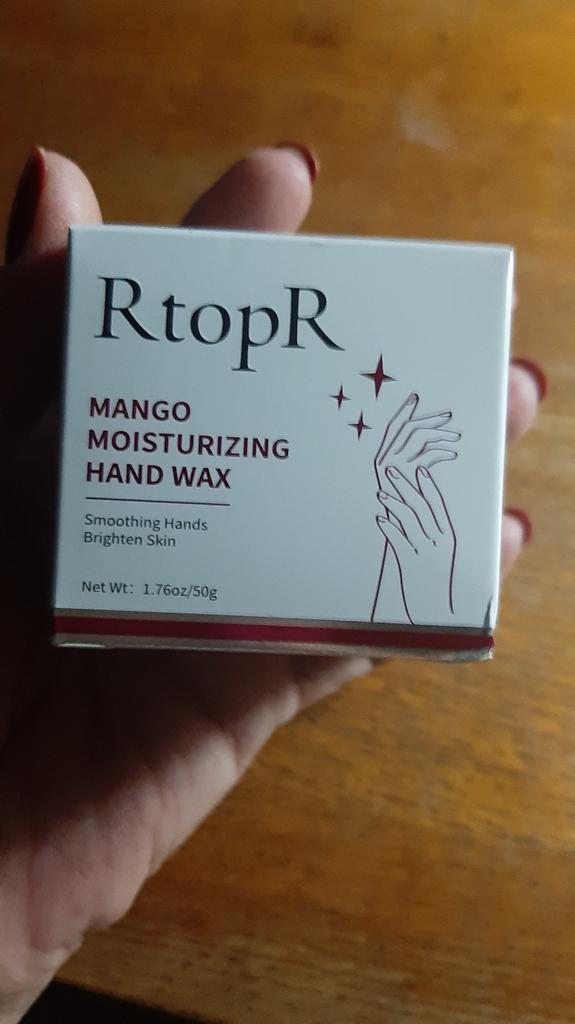 RtopR
MANGO
MOISTURIZING
HAND WAX
Smoothing Hands
Brighten Skin
Net Wt: 1.76oz/50g